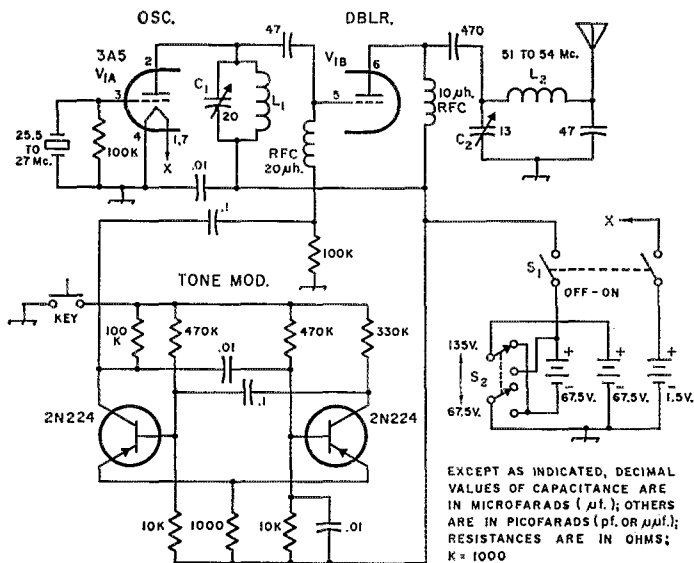 OSC.
DBLR.
3A5
V1A
2
3
4
1,7
X
25.5
TO
27 Mc.
100K
C1
20
L1
47
.01
V1B
6
5
RFC
20µh.
470
10µh.
RFC
51 TO 54 Mc.
L2
C2
13
47
.1
100K
TONE MOD.
KEY
100
K
470K
.01
470K
330K
.1
2N224
2N224
10K
1000
10K
.01
X
S1
OFF-ON
135V.
S2
67.5V.
+
-
67.5V.
+
-
67.5V.
+
-
1.5V.
EXCEPT AS INDICATED, DECIMAL
VALUES OF CAPACITANCE ARE
IN MICROFARADS ( µf.); OTHERS
ARE IN PICOFARADS (pf. OR µµf.);
RESISTANCES ARE IN OHMS;
K = 1000